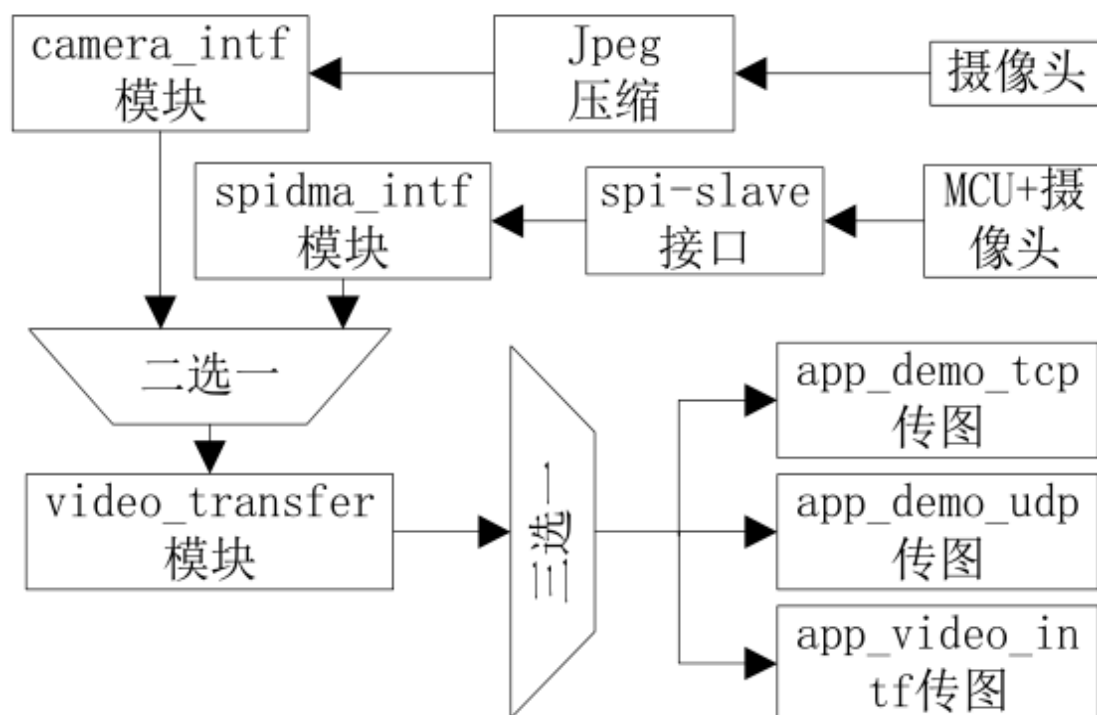 camera_intf
模块
Jpeg
压缩
摄像头
spidma_intf
模块
spi-slave
接口
MCU+摄
像头
二选一
video_transfer
模块
三选一
app_demo_tcp
传图
app_demo_udp
传图
app_video_in
tf传图